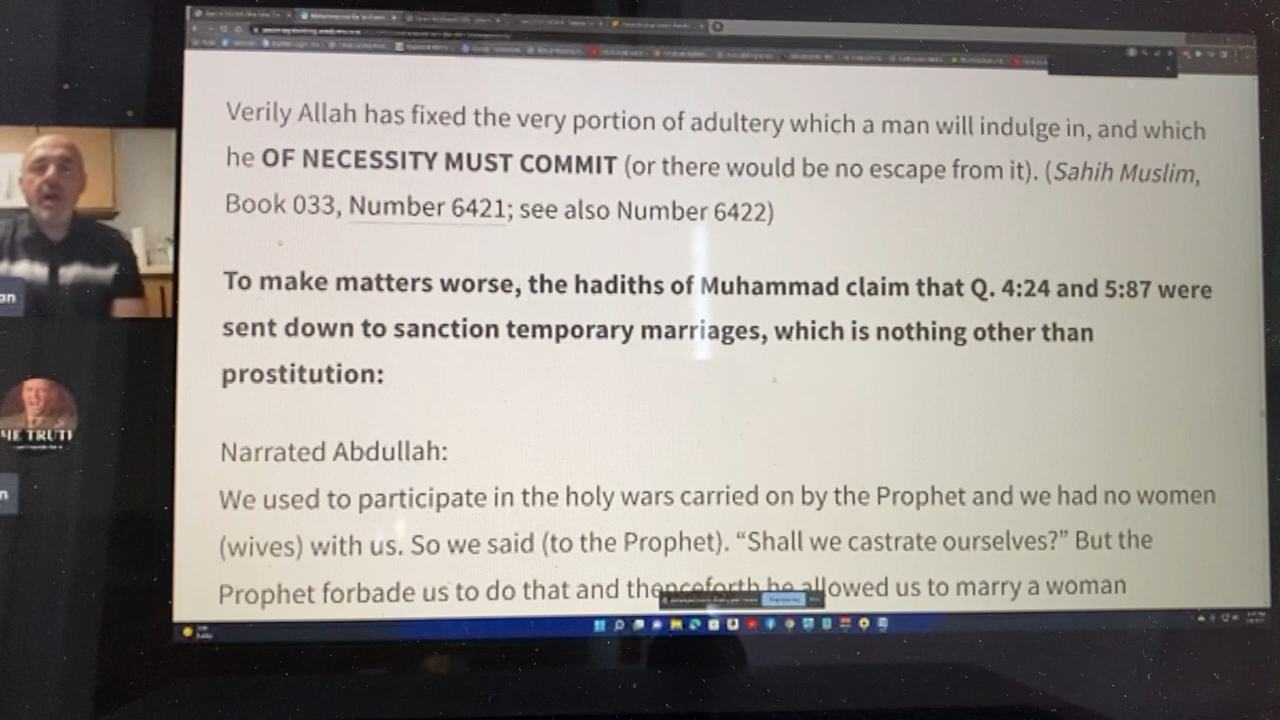 Verily Allah has fixed the very portion of adultery which a man will indulge in, and which
he OF NECESSITY MUST COMMIT (or there would be no escape from it). (Sahih Muslim,
Book 033, Number 6421; see also Number 6422)
To make matters worse, the hadiths of Muhammad claim that Q. 4:24 and 5:87 were
sent down to sanction temporary marriages, which is nothing other than
prostitution:
Narrated Abdullah:
We used to participate in the holy wars carried on by the Prophet and we had no women
(wives) with us. So we said (to the Prophet). “Shall we castrate ourselves?” But the
Prophet forbade us to do that and thenceforth he allowed us to marry a woman
an
HE TRUTH
n